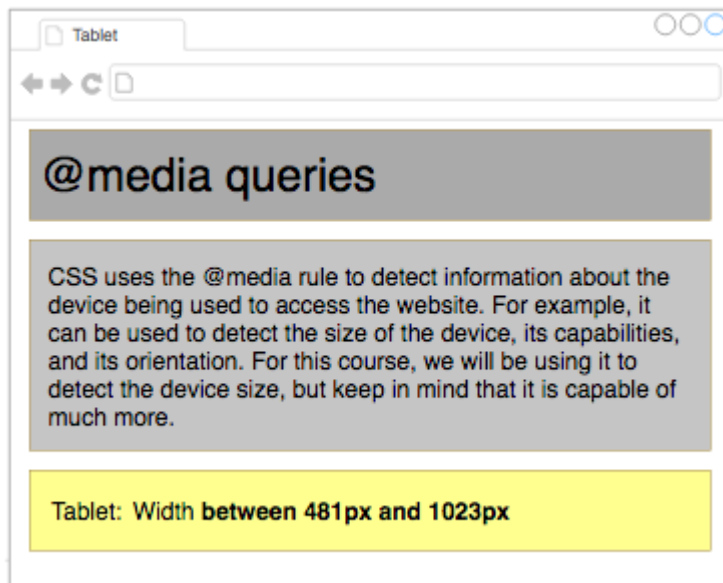 Tablet
@media queries
CSS uses the @media rule to detect information about the
device being used to access the website. For example, it
can be used to detect the size of the device, its capabilities,
and its orientation. For this course, we will be using it to
detect the device size, but keep in mind that it is capable of
much more.
Tablet: Width between 481px and 1023px